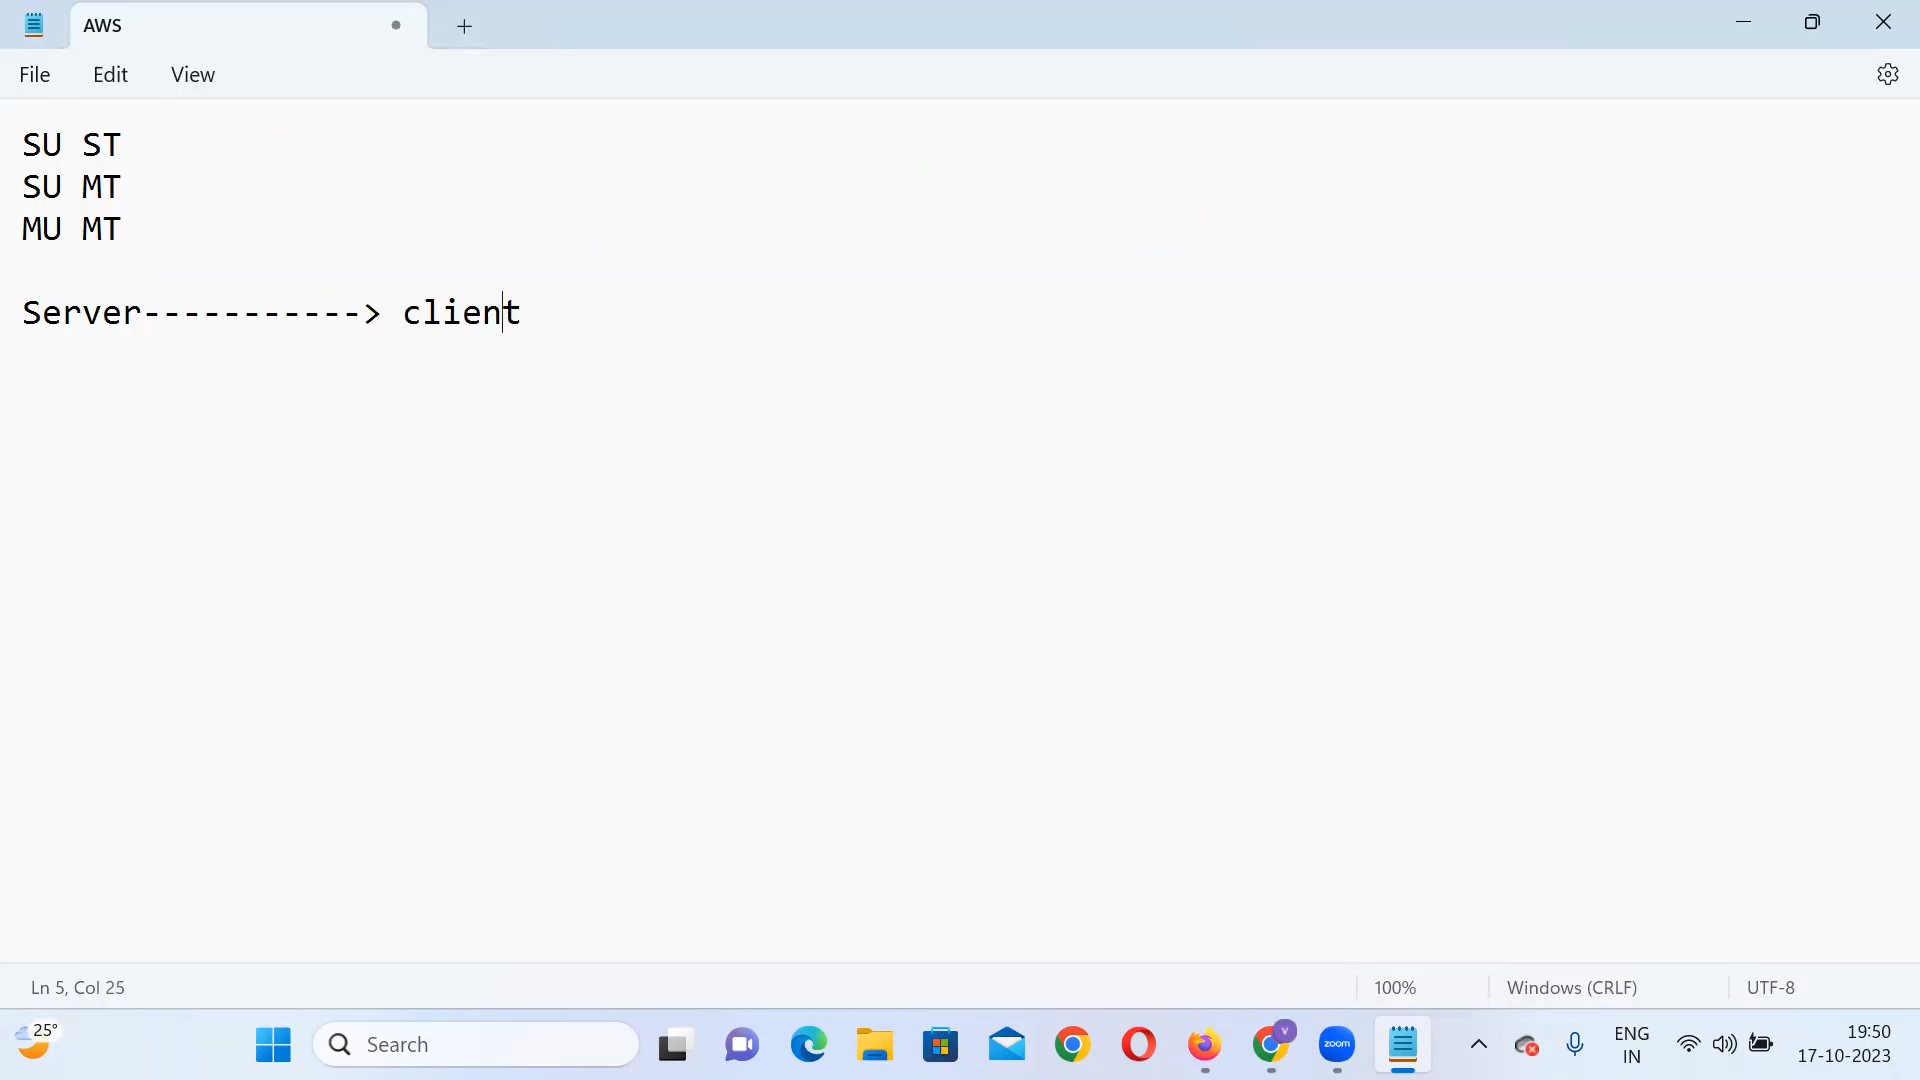 AWS
File Edit View
SU ST
SU MT
MU MT
Server-----------> client
Ln 5, Col 25 100% Windows (CRLF) UTF-8
25° Search zoom V ENG 19:50
IN 17-10-2023